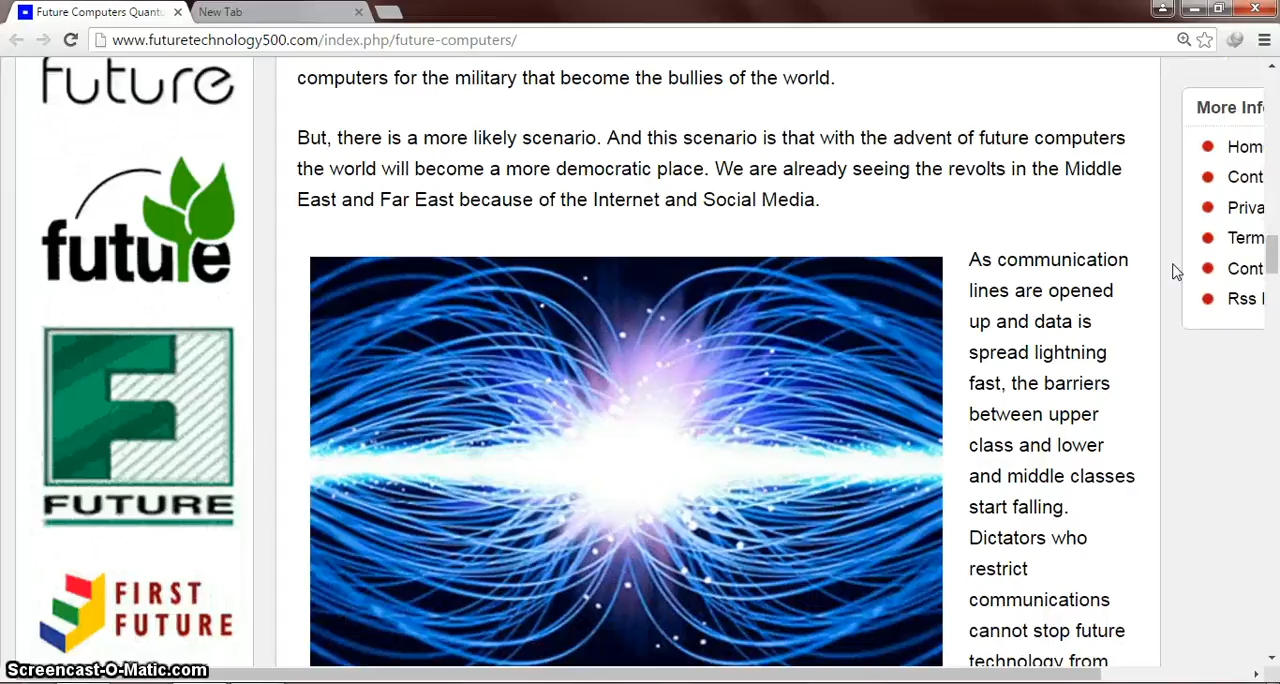 Future Computers Quant
New Tab
www.futuretechnology500.com/index.php/future-computers/
future
future
FUTURE
FIRST
FUTURE
computers for the military that become the bullies of the world.
But, there is a more likely scenario. And this scenario is that with the advent of future computers
the world will become a more democratic place. We are already seeing the revolts in the Middle
East and Far East because of the Internet and Social Media.
As communication
lines are opened
up and data is
spread lightning
fast, the barriers
between upper
class and lower
and middle classes
start falling.
Dictators who
restrict
communications
cannot stop future
technology from
More Inf
Hom
Cont
Priva
Term
Cont
Rss
Screencast-O-Matic.com